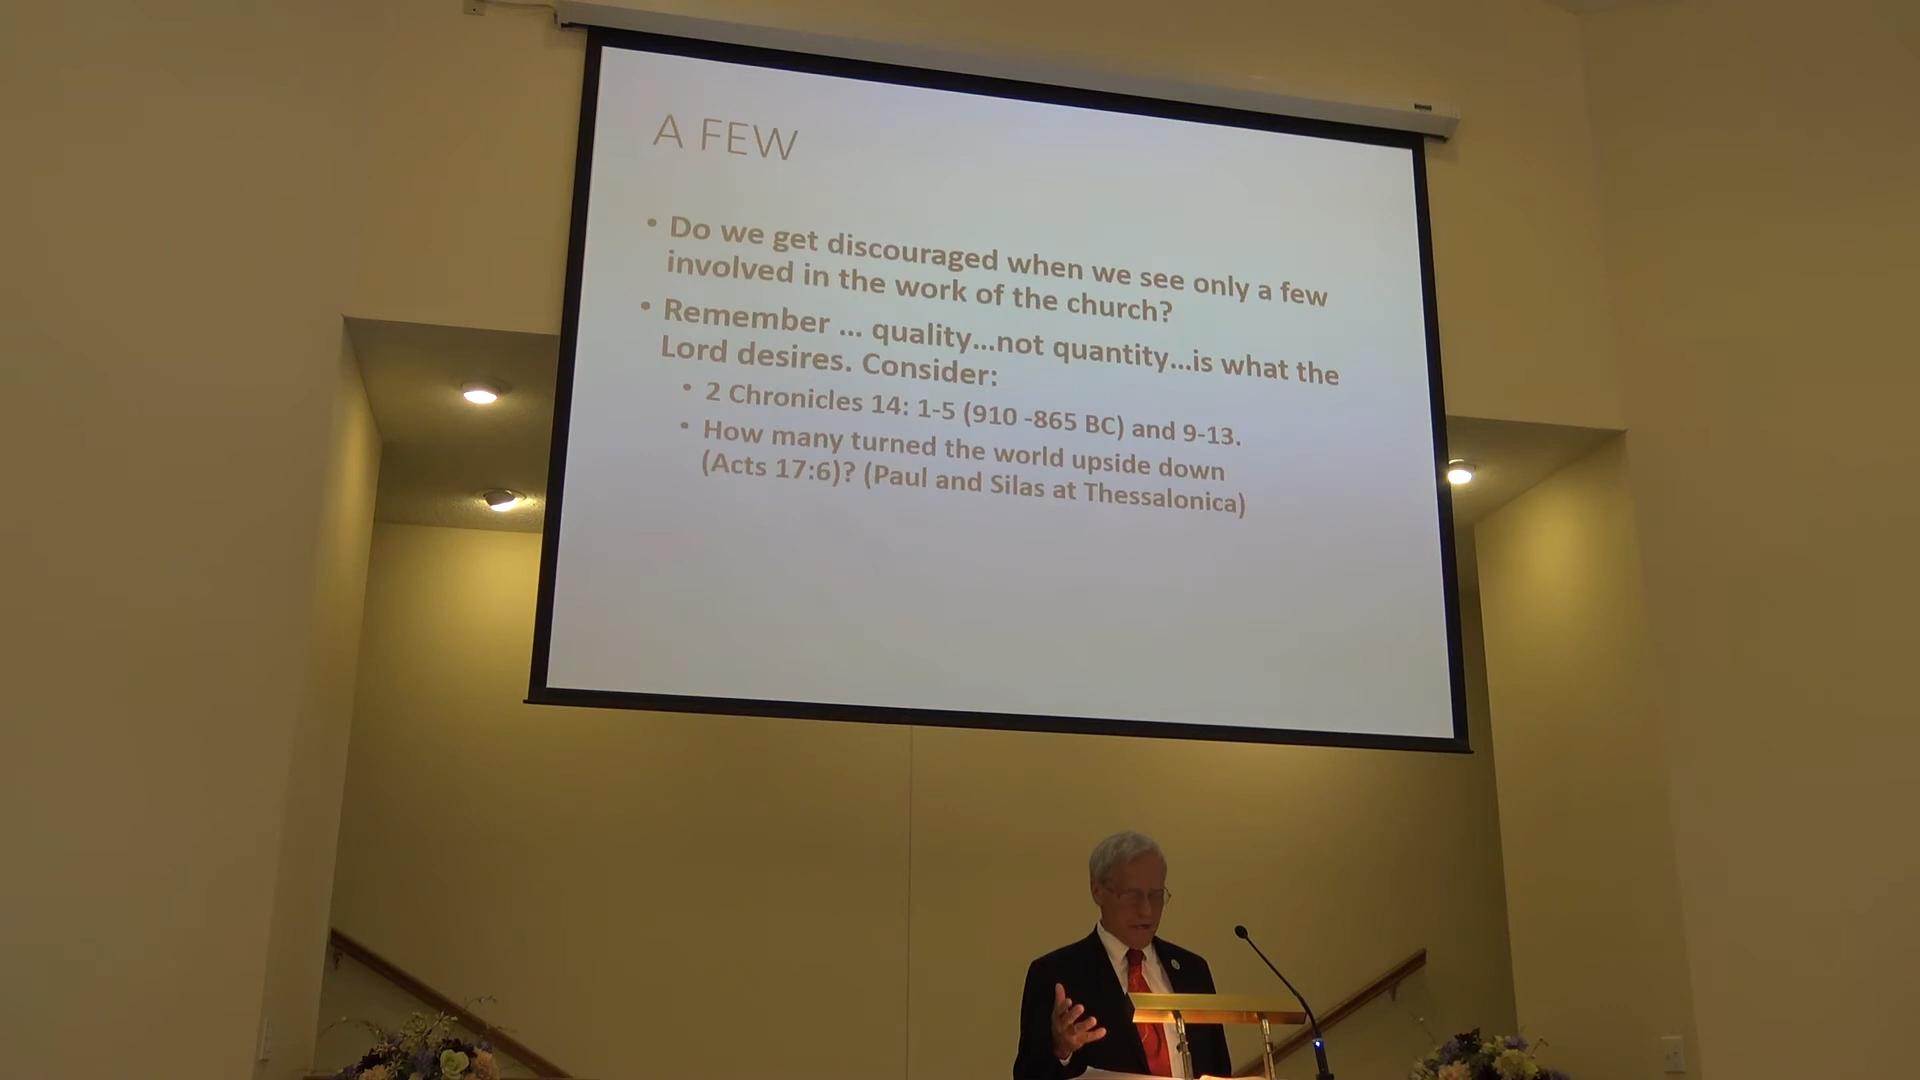 A FEW
• Do we get discouraged when we see only a few
involved in the work of the church?
• Remember ... quality...not quantity...is what the
Lord desires. Consider:
• 2 Chronicles 14: 1-5 (910 -865 BC) and 9-13.
• How many turned the world upside down
(Acts 17:6)? (Paul and Silas at Thessalonica)